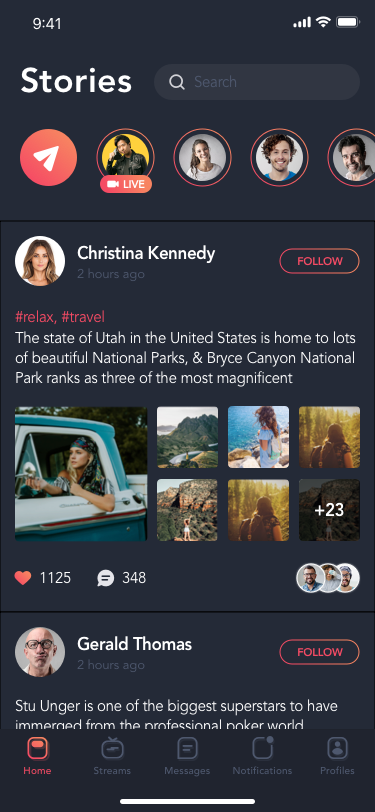 9:41
Stories
Search
LIVE
Christina Kennedy
2 hours ago
FOLLOW
#relax, #travel
The state of Utah in the United States is home to lots
of beautiful National Parks, & Bryce Canyon National
Park ranks as three of the most magnificent
+23
1125
348
Gerald Thomas
2 hours ago
FOLLOW
Stu Unger is one of the biggest superstars to have
immerged from the professional poker world
Home
Streams
Messages
Notifications
Profiles